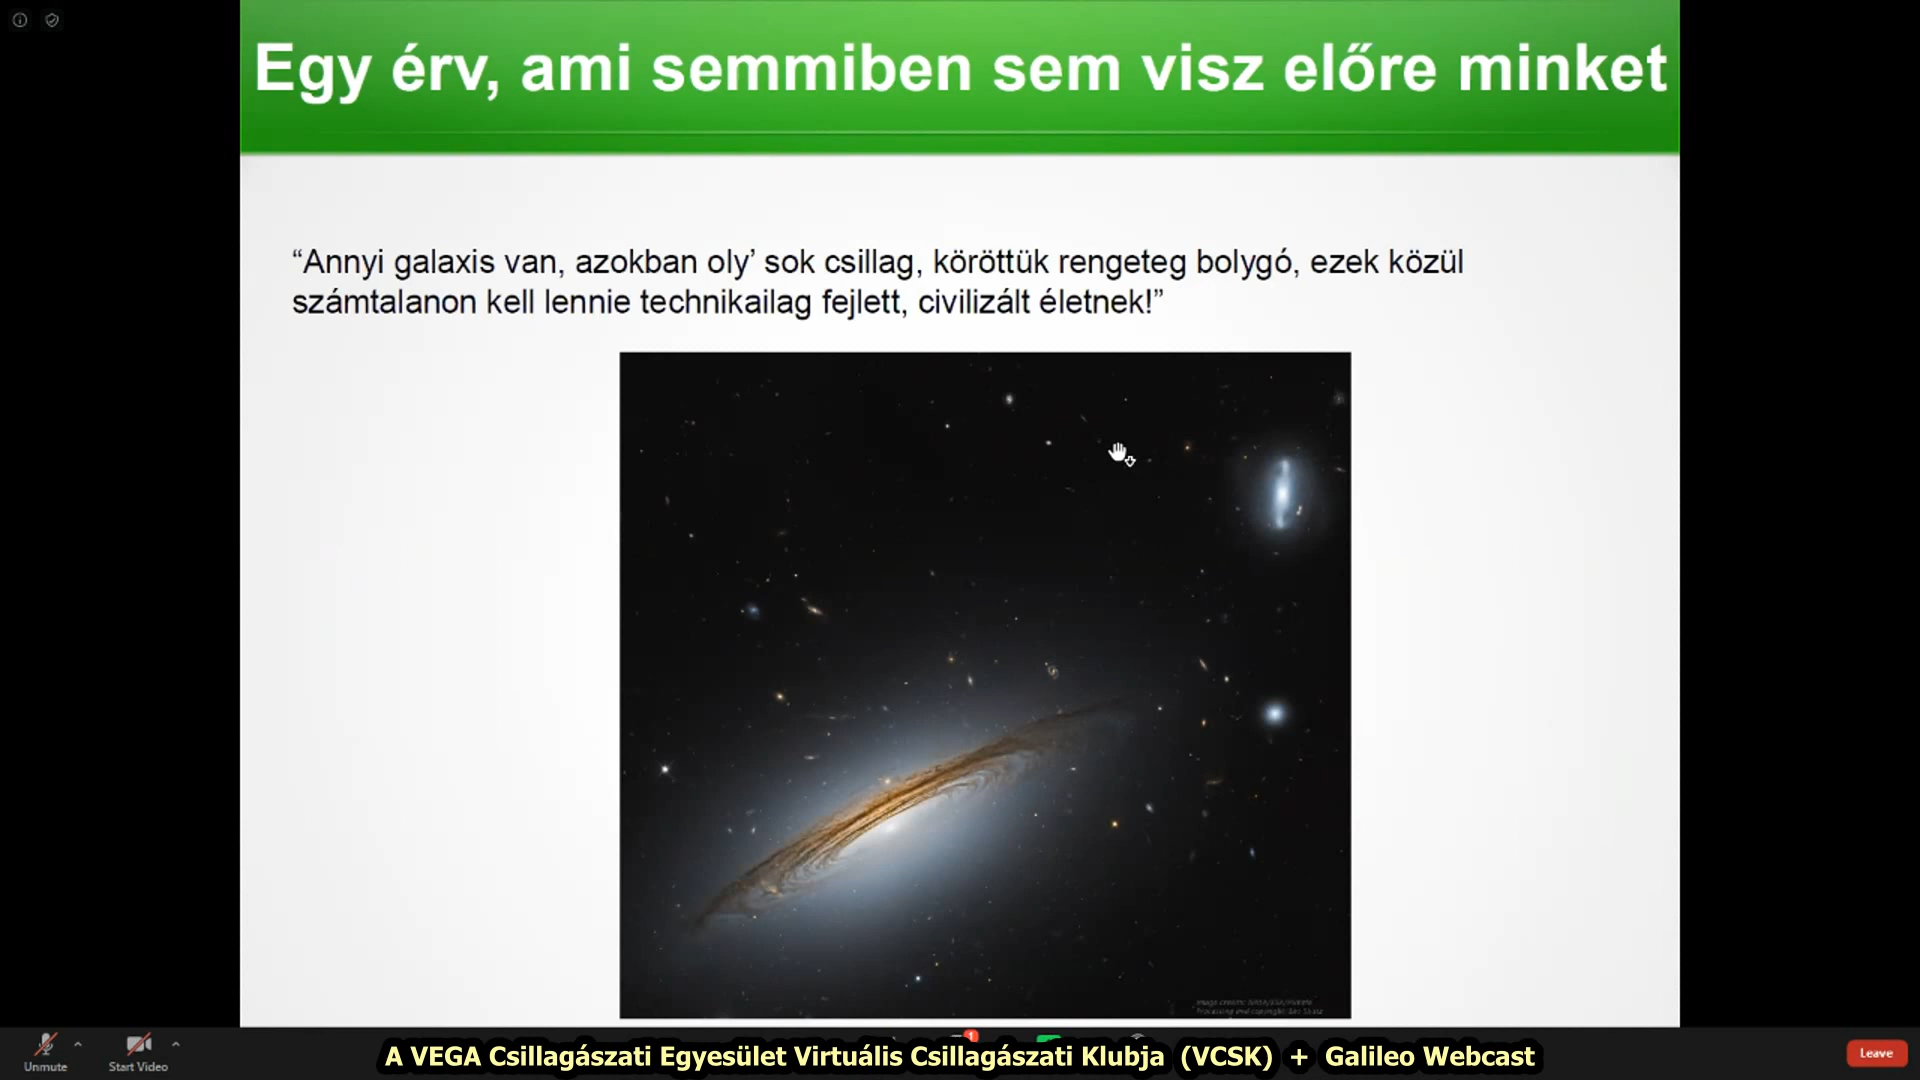 Egy érv, ami semmiben sem visz előre minket
“Annyi galaxis van, azokban oly’ sok csillag, köröttük rengeteg bolygó, ezek közül
számtalanon kell lennie technikailag fejlett, civilizált életnek!”
1
Unmute
Start Video
A VEGA Csillagászati Egyesület Virtuális Csillagászati Klubja (VCSK) + Galileo Webcast
Leave